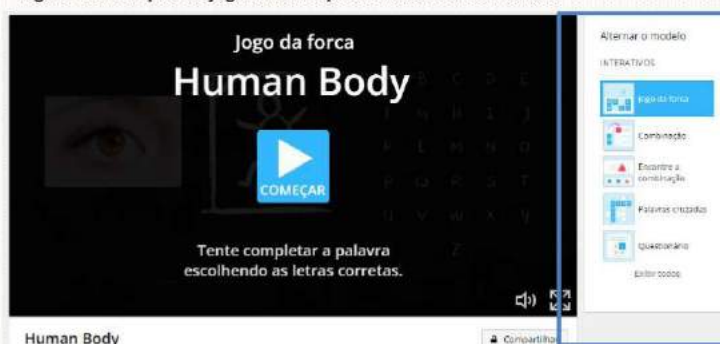 Jogo da forca
Human Body
COMEÇAR
Tente completar a palavra
escolhendo as letras corretas.
Human Body
Compartilhar
Alternar o modelo
INTERATIVOS
Jogo da forca
Combinação
Encontre a
combinação
Palavras cruzadas
Questionário
Exibir todos